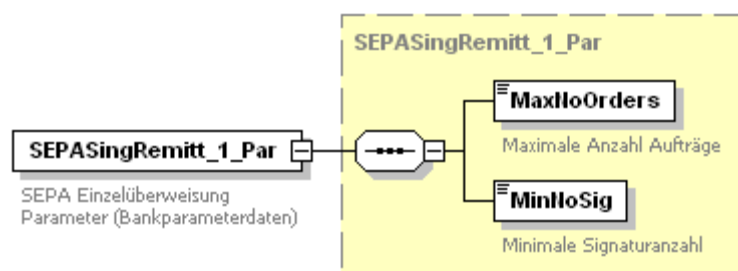 SEPASingRemitt_1_Par
MaxNoOrders
Maximale Anzahl Aufträge
SEPASingRemitt_1_Par
SEPA Einzelüberweisung
Parameter (Bankparameterdaten)
MinNoSig
Minimale Signaturanzahl